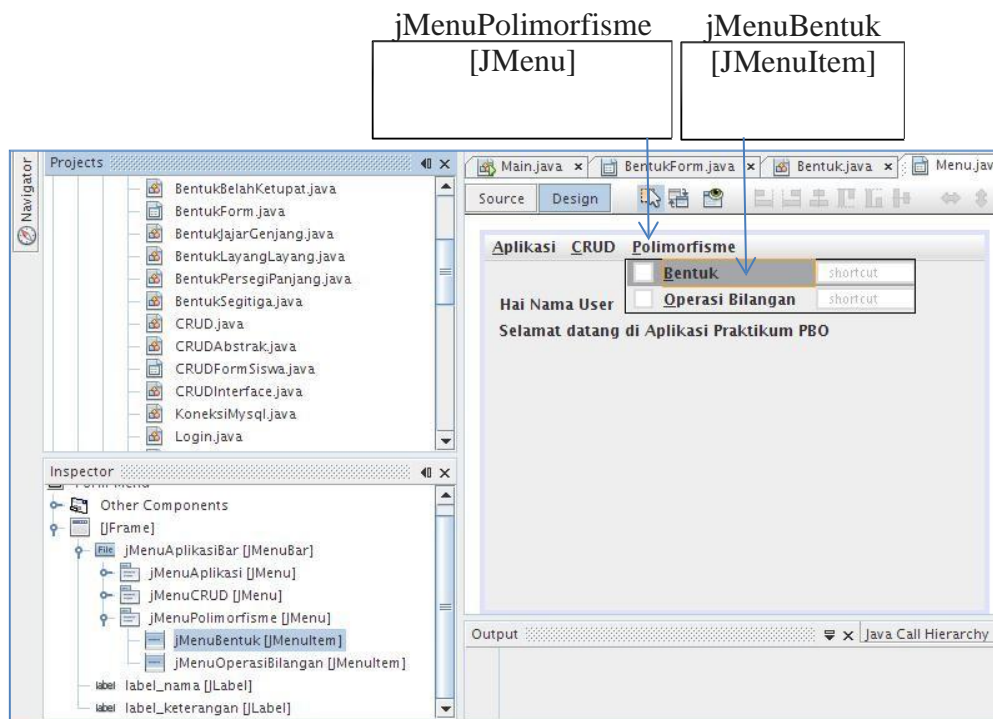 jMenuPolimorfisme
[JMenu]
jMenuBentuk
[JMenuItem]
Navigator
Projects
BentukBelahKetupat.java
BentukForm.java
BentukJajarGenjang.java
BentukLayangLayang.java
BentukPersegiPanjang.java
BentukSegitiga.java
CRUD.java
CRUDAbstrak.java
CRUDFormSiswa.java
CRUDInterface.java
KoneksiMysql.java
Login.java
Inspector
Other Components
[JFrame]
File jMenuAplikasiBar [JMenuBar]
jMenuAplikasi [JMenu]
jMenuCRUD [JMenu]
jMenuPolimorfisme [JMenu]
jMenuBentuk [JMenuItem]
jMenuOperasiBilangan [JMenuItem]
label label_nama [JLabel]
label label_keterangan [JLabel]
Main.java BentukForm.java Bentuk.java Menu.jav
Source Design
Aplikasi CRUD Polimorfisme
Bentuk shortcut
Operasi Bilangan shortcut
Hai Nama User
Selamat datang di Aplikasi Praktikum PBO
Output Java Call Hierarchy